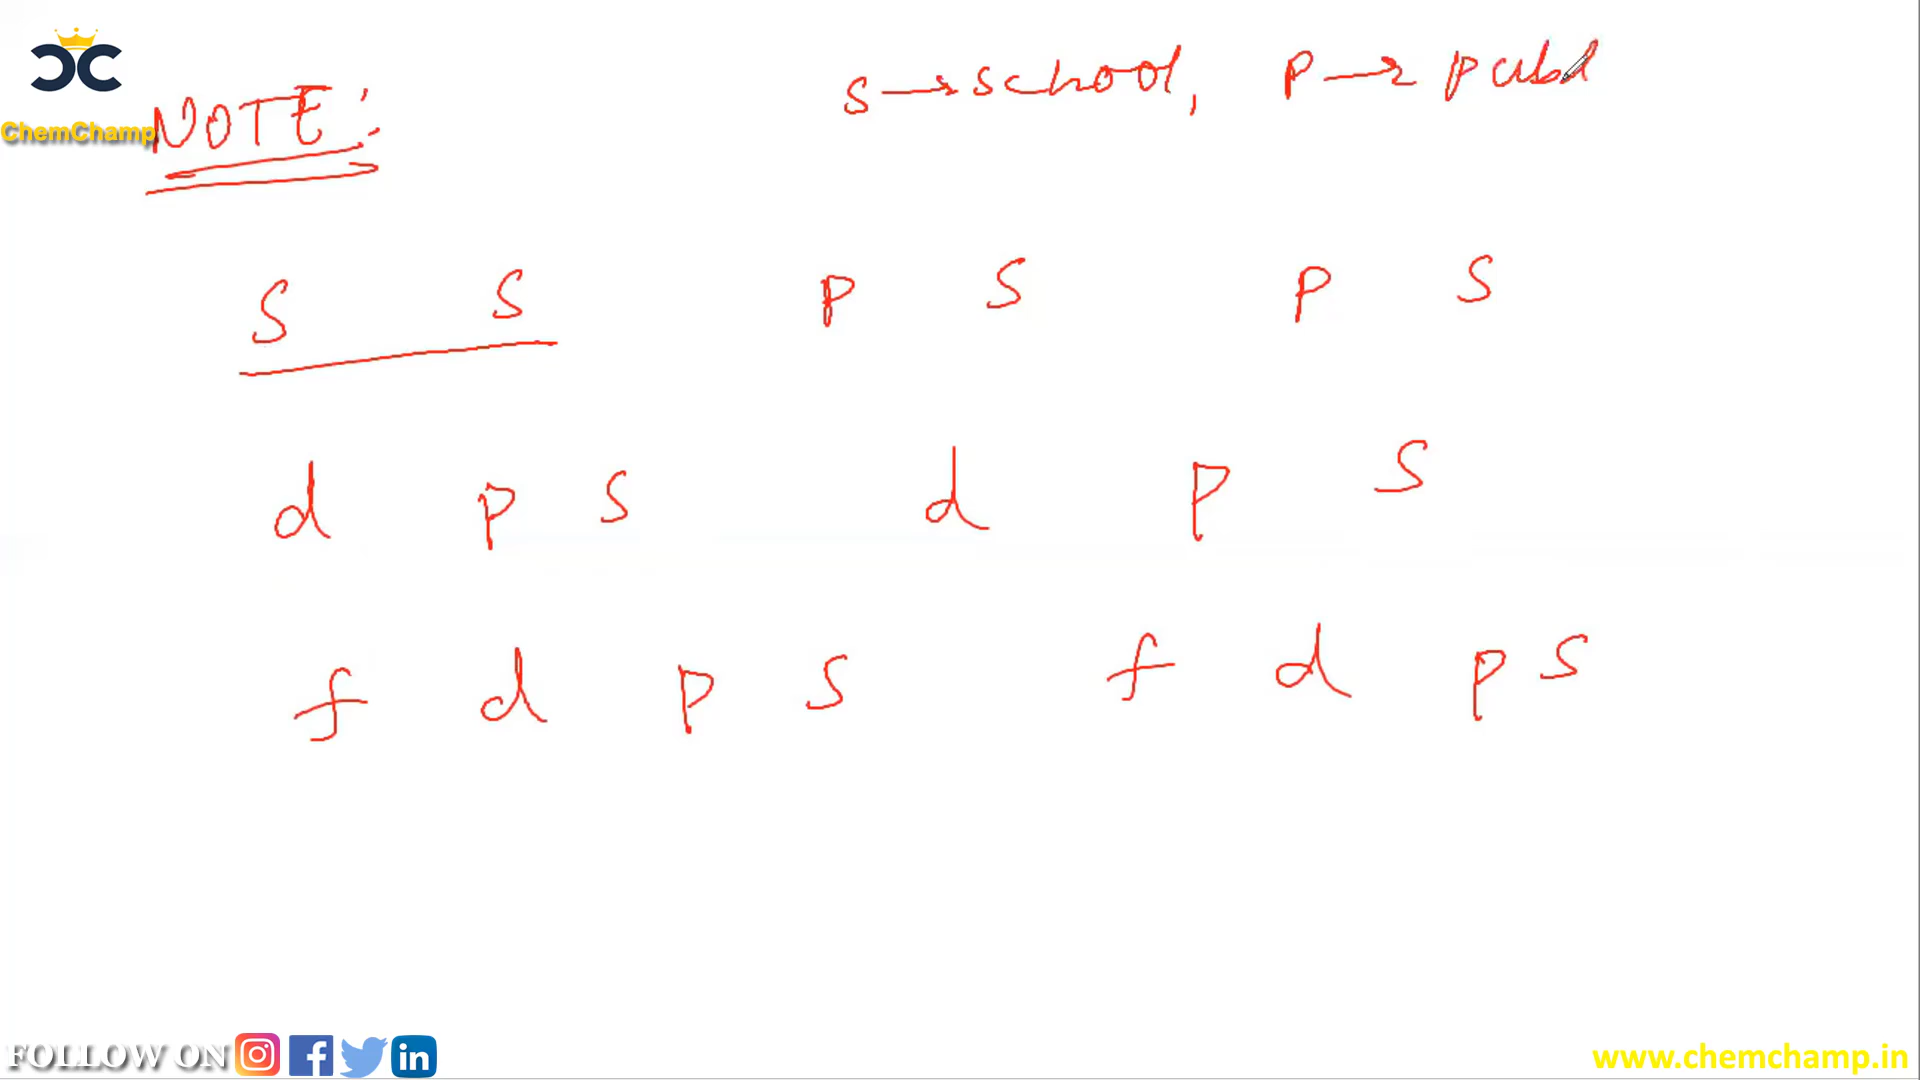 s → school, p → publ
ChemChamp
NOTE:
s s p s p s
d p s d p s
f d p s f d p s
FOLLOW ON
www.chemchamp.in